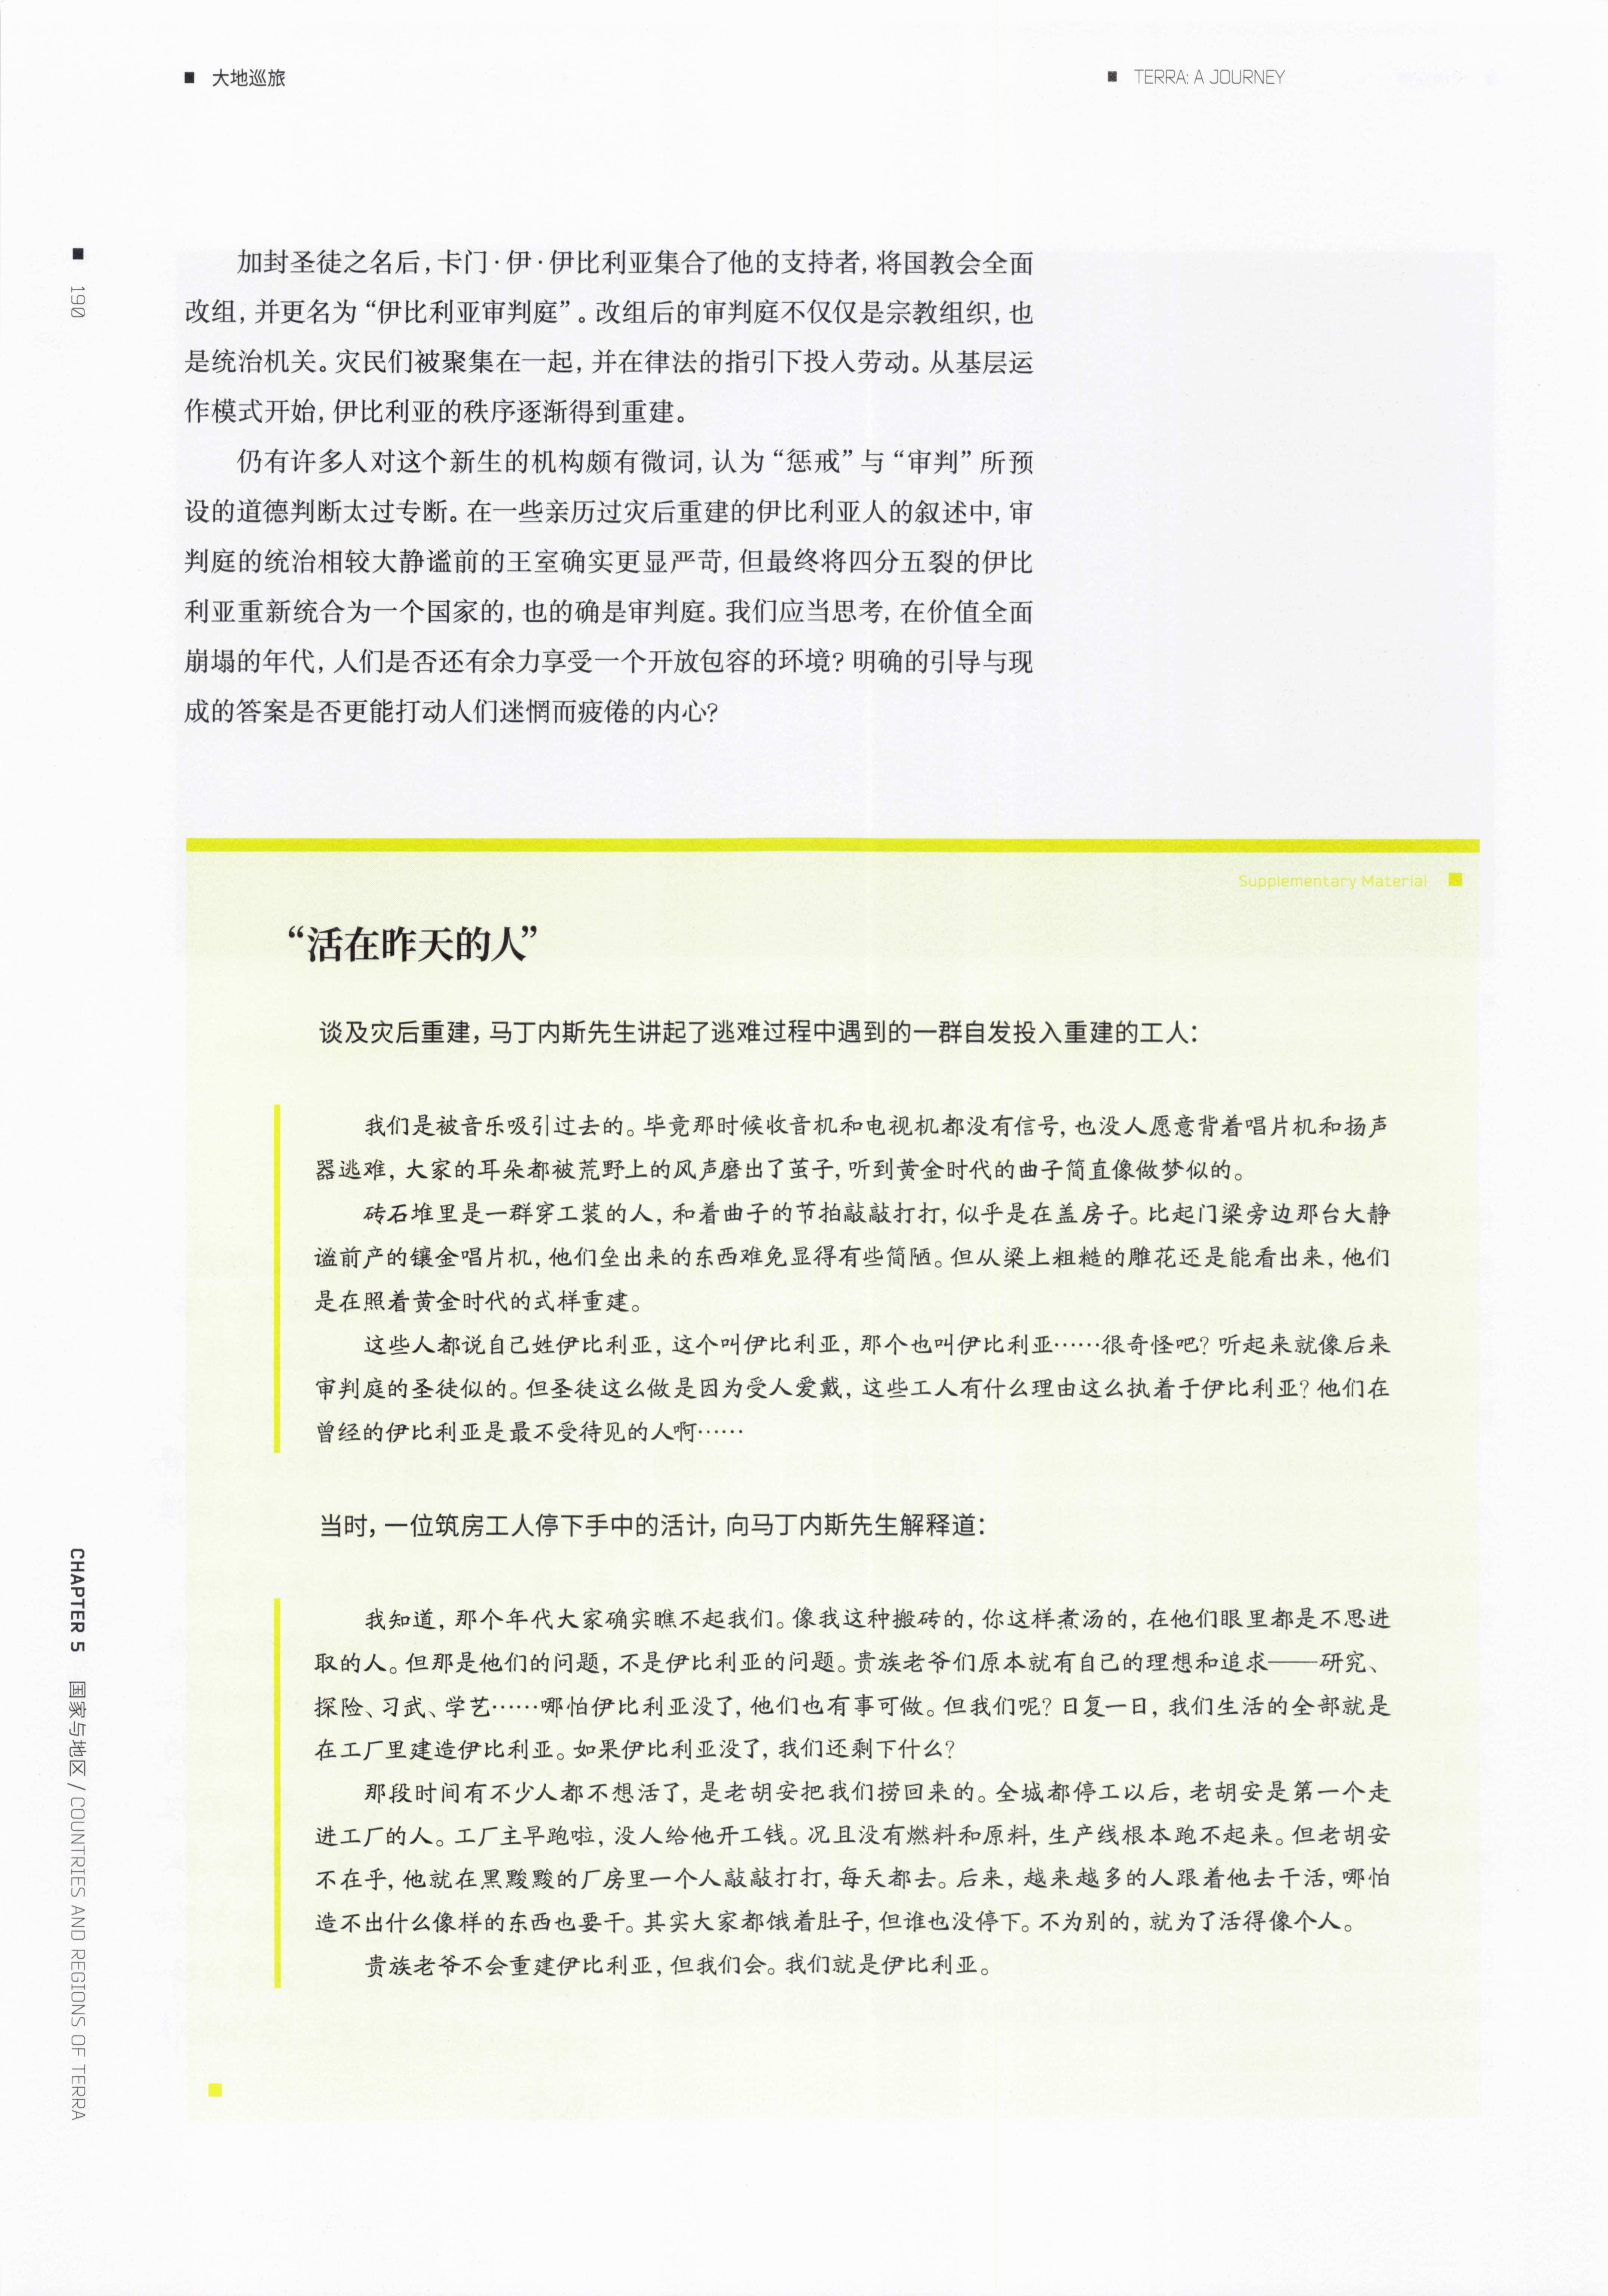 大地巡旅
TERRA: A JOURNEY
190
加封圣徒之名后，卡门·伊·伊比利亚集合了他的支持者，将国教会全面
改组，并更名为“伊比利亚审判庭”。改组后的审判庭不仅仅是宗教组织，也
是统治机关。灾民们被聚集在一起，并在律法的指引下投入劳动。从基层运
作模式开始，伊比利亚的秩序逐渐得到重建。
仍有许多人对这个新生的机构颇有微词，认为“惩戒”与“审判”所预
设的道德判断太过专断。在一些亲历过灾后重建的伊比利亚人的叙述中，审
判庭的统治相较大静谧前的王室确实更显严苛，但最终将四分五裂的伊比
利亚重新统合为一个国家的，也的确是审判庭。我们应当思考，在价值全面
崩塌的年代，人们是否还有余力享受一个开放包容的环境？明确的引导与现
成的答案是否更能打动人们迷惘而疲倦的内心？
Supplementary Material
“活在昨天的人”
谈及灾后重建，马丁内斯先生讲起了逃难过程中遇到的一群自发投入重建的工人：
我们是被音乐吸引过去的。毕竟那时候收音机和电视机都没有信号，也没人愿意背着唱片机和扬声
器逃难，大家的耳朵都被荒野上的风声磨出了茧子，听到黄金时代的曲子简直像做梦似的。
砖石堆里是一群穿工装的人，和着曲子的节拍敲敲打打，似乎是在盖房子。比起门梁旁边那台大静
谧前产的镶金唱片机，他们垒出来的东西难免显得有些简陋。但从梁上粗糙的雕花还是能看出来，他们
是在照着黄金时代的式样重建。
这些人都说自己姓伊比利亚，这个叫伊比利亚，那个也叫伊比利亚……很奇怪吧？听起来就像后来
审判庭的圣徒似的。但圣徒这么做是因为受人爱戴，这些工人有什么理由这么执着于伊比利亚？他们在
曾经的伊比利亚是最不受待见的人啊……
当时，一位筑房工人停下手中的活计，向马丁内斯先生解释道：
我知道，那个年代大家确实瞧不起我们。像我这种搬砖的，你这样煮汤的，在他们眼里都是不思进
取的人。但那是他们的问题，不是伊比利亚的问题。贵族老爷们原本就有自己的理想和追求——研究、
探险、习武、学艺……哪怕伊比利亚没了，他们也有事可做。但我们呢？日复一日，我们生活的全部就是
在工厂里建造伊比利亚。如果伊比利亚没了，我们还剩下什么？
那段时间有不少人都不想活了，是老胡安把我们捞回来的。全城都停工以后，老胡安是第一个走
进工厂的人。工厂主早跑啦，没人给他开工钱。况且没有燃料和原料，生产线根本跑不起来。但老胡安
不在乎，他就在黑黢黢的厂房里一个人敲敲打打，每天都去。后来，越来越多的人跟着他去干活，哪怕
造不出什么像样的东西也要干。其实大家都饿着肚子，但谁也没停下。不为别的，就为了活得像个人。
贵族老爷不会重建伊比利亚，但我们会。我们就是伊比利亚。
CHAPTER 5 国家与地区 / COUNTRIES AND REGIONS OF TERRA